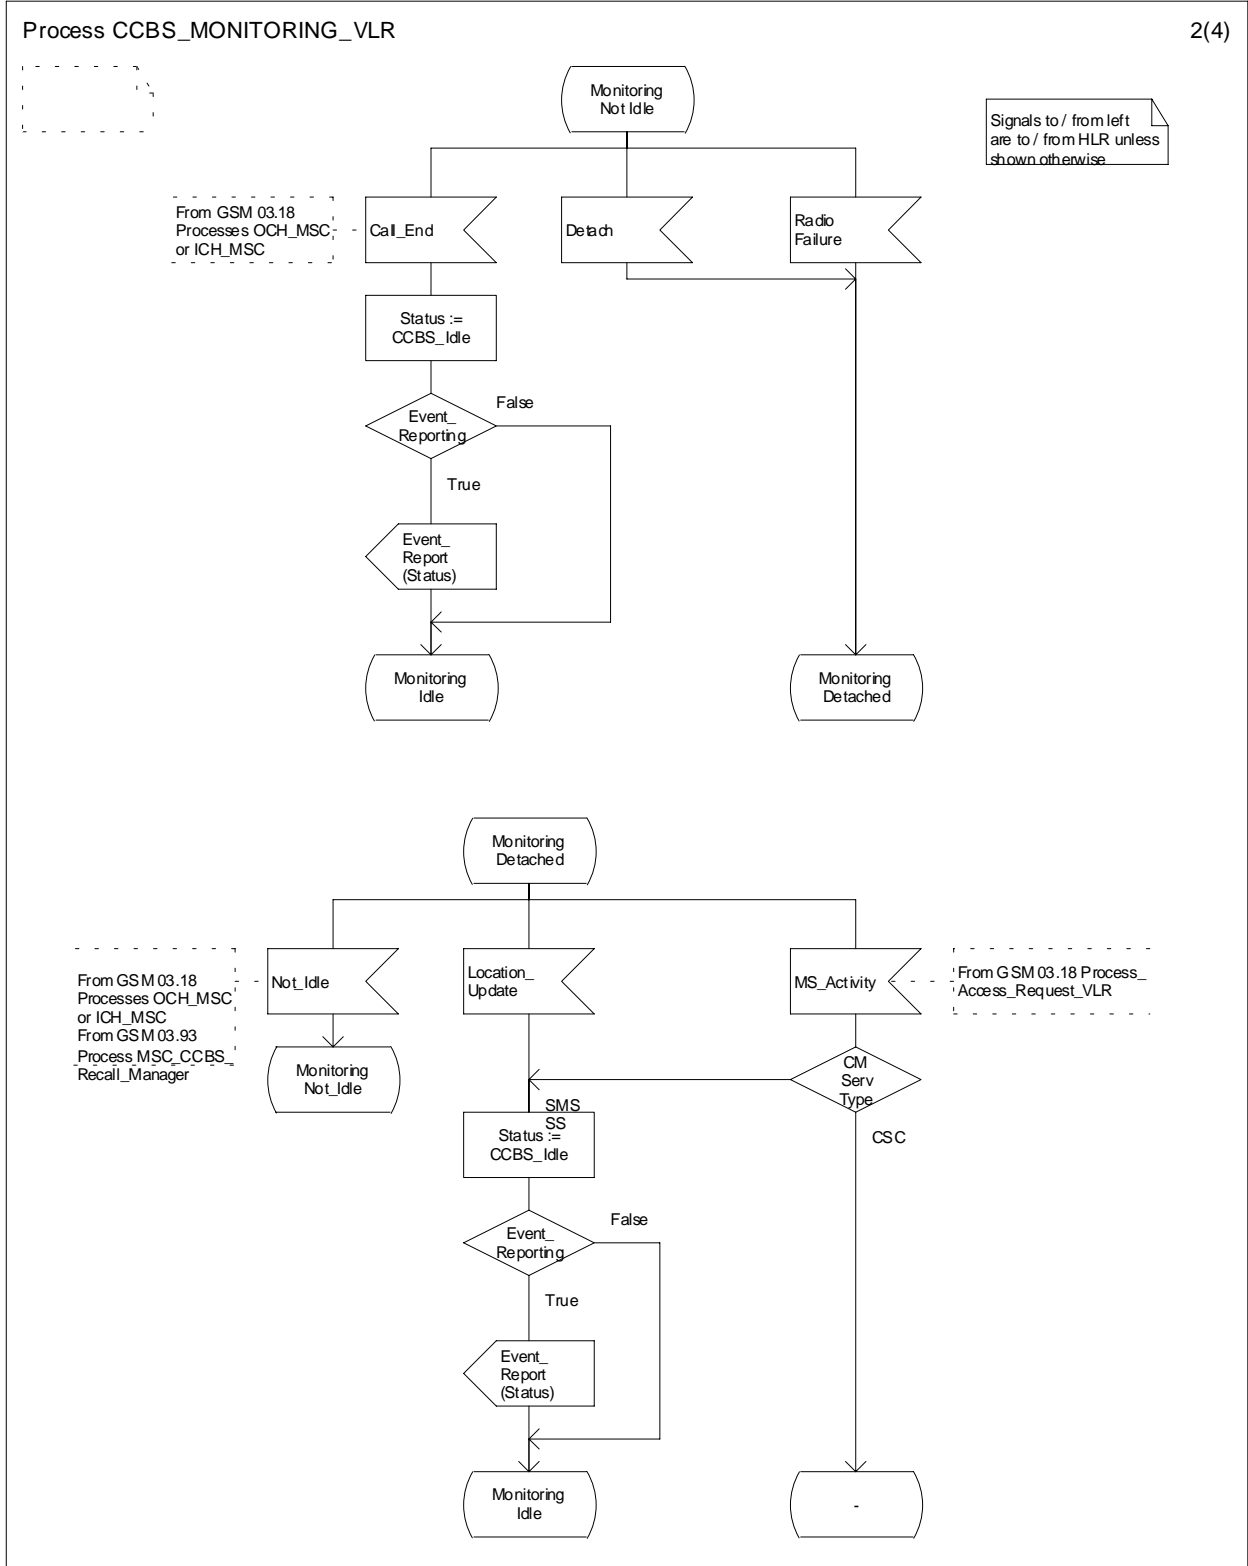 Process CCBS_MONITORING_VLR
2(4)
Monitoring
Not Idle
Signals to / from left
are to / from HLR unless
shown otherwise
From GSM 03.18
Processes OCH_MSC
or ICH_MSC
Call_End
Detach
Radio
Failure
Status :=
CCBS_Idle
Event_
Reporting
False
True
Event_
Report
(Status)
Monitoring
Idle
Monitoring
Detached
Monitoring
Detached
From GSM 03.18
Processes OCH_MSC
or ICH_MSC
From GSM 03.93
Process MSC_CCBS_
Recall_Manager
Not_Idle
Location_
Update
MS_Activity
From GSM 03.18 Process_
Access_Request_VLR
Monitoring
Not_Idle
CM
Serv
Type
SMS
SS
CSC
Status :=
CCBS_Idle
Event_
Reporting
False
True
Event_
Report
(Status)
Monitoring
Idle
-